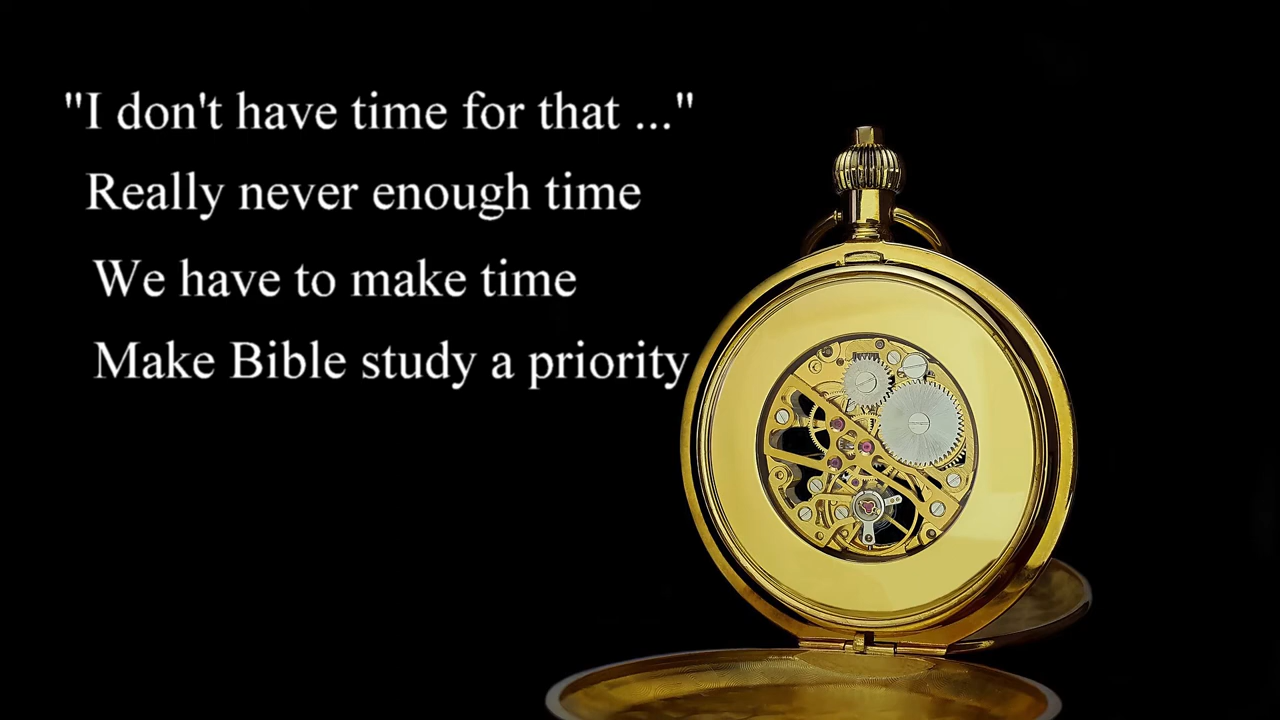 "I don't have time for that ..."
Really never enough time
We have to make time
Make Bible study a priority